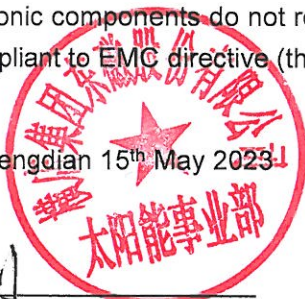 onic components do not re
pliant to EMC directive (th
engdian 15th May 2023
横店集团东磁股份有限公司
太阳能事业部